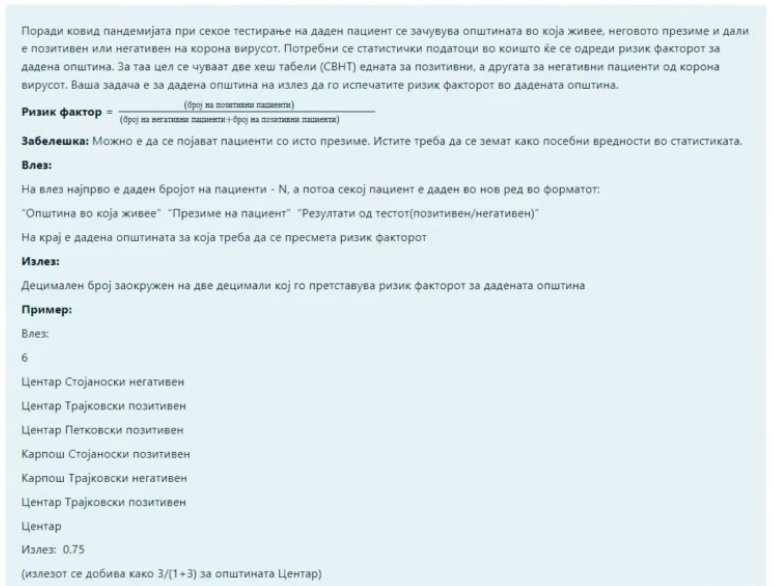 Поради ковид пандемијата при секое тестирање на даден пациент се зачувува општината во која живее, неговото презиме и дали
е позитивен или негативен на корона вирусот. Потребни се статистички податоци во коишто ќе се одреди ризик факторот за
дадена општина. За таа цел се чуваат две хеш табели (СВНТ) едната за позитивни, а другата за негативни пациенти од корона
вирусот. Ваша задача е за дадена општина на излез да го испечатите ризик факторот во дадената општина.
Ризик фактор = (број на позитивни пациенти)
(број на негативни пациенти+број на позитивни пациенти)
Забелешка: Можно е да се појават пациенти со исто презиме. Истите треба да се земат како посебни вредности во статистиката.
Влез:
На влез најпрво е даден бројот на пациенти - N, а потоа секој пациент е даден во нов ред во форматот:
"Општина во која живее" "Презиме на пациент" "Резултати од тестот(позитивен/негативен)"
На крај е дадена општината за која треба да се пресмета ризик факторот
Излез:
Децимален број заокружен на две децимали кој го претставува ризик факторот за дадената општина
Пример:
Влез:
6
Центар Стојаноски негативен
Центар Трајковски позитивен
Центар Петковски позитивен
Карпош Стојаноски позитивен
Карпош Трајковски негативен
Центар Трајковски позитивен
Центар
Излез: 0.75
(излезот се добива како 3/(1+3) за општината Центар)